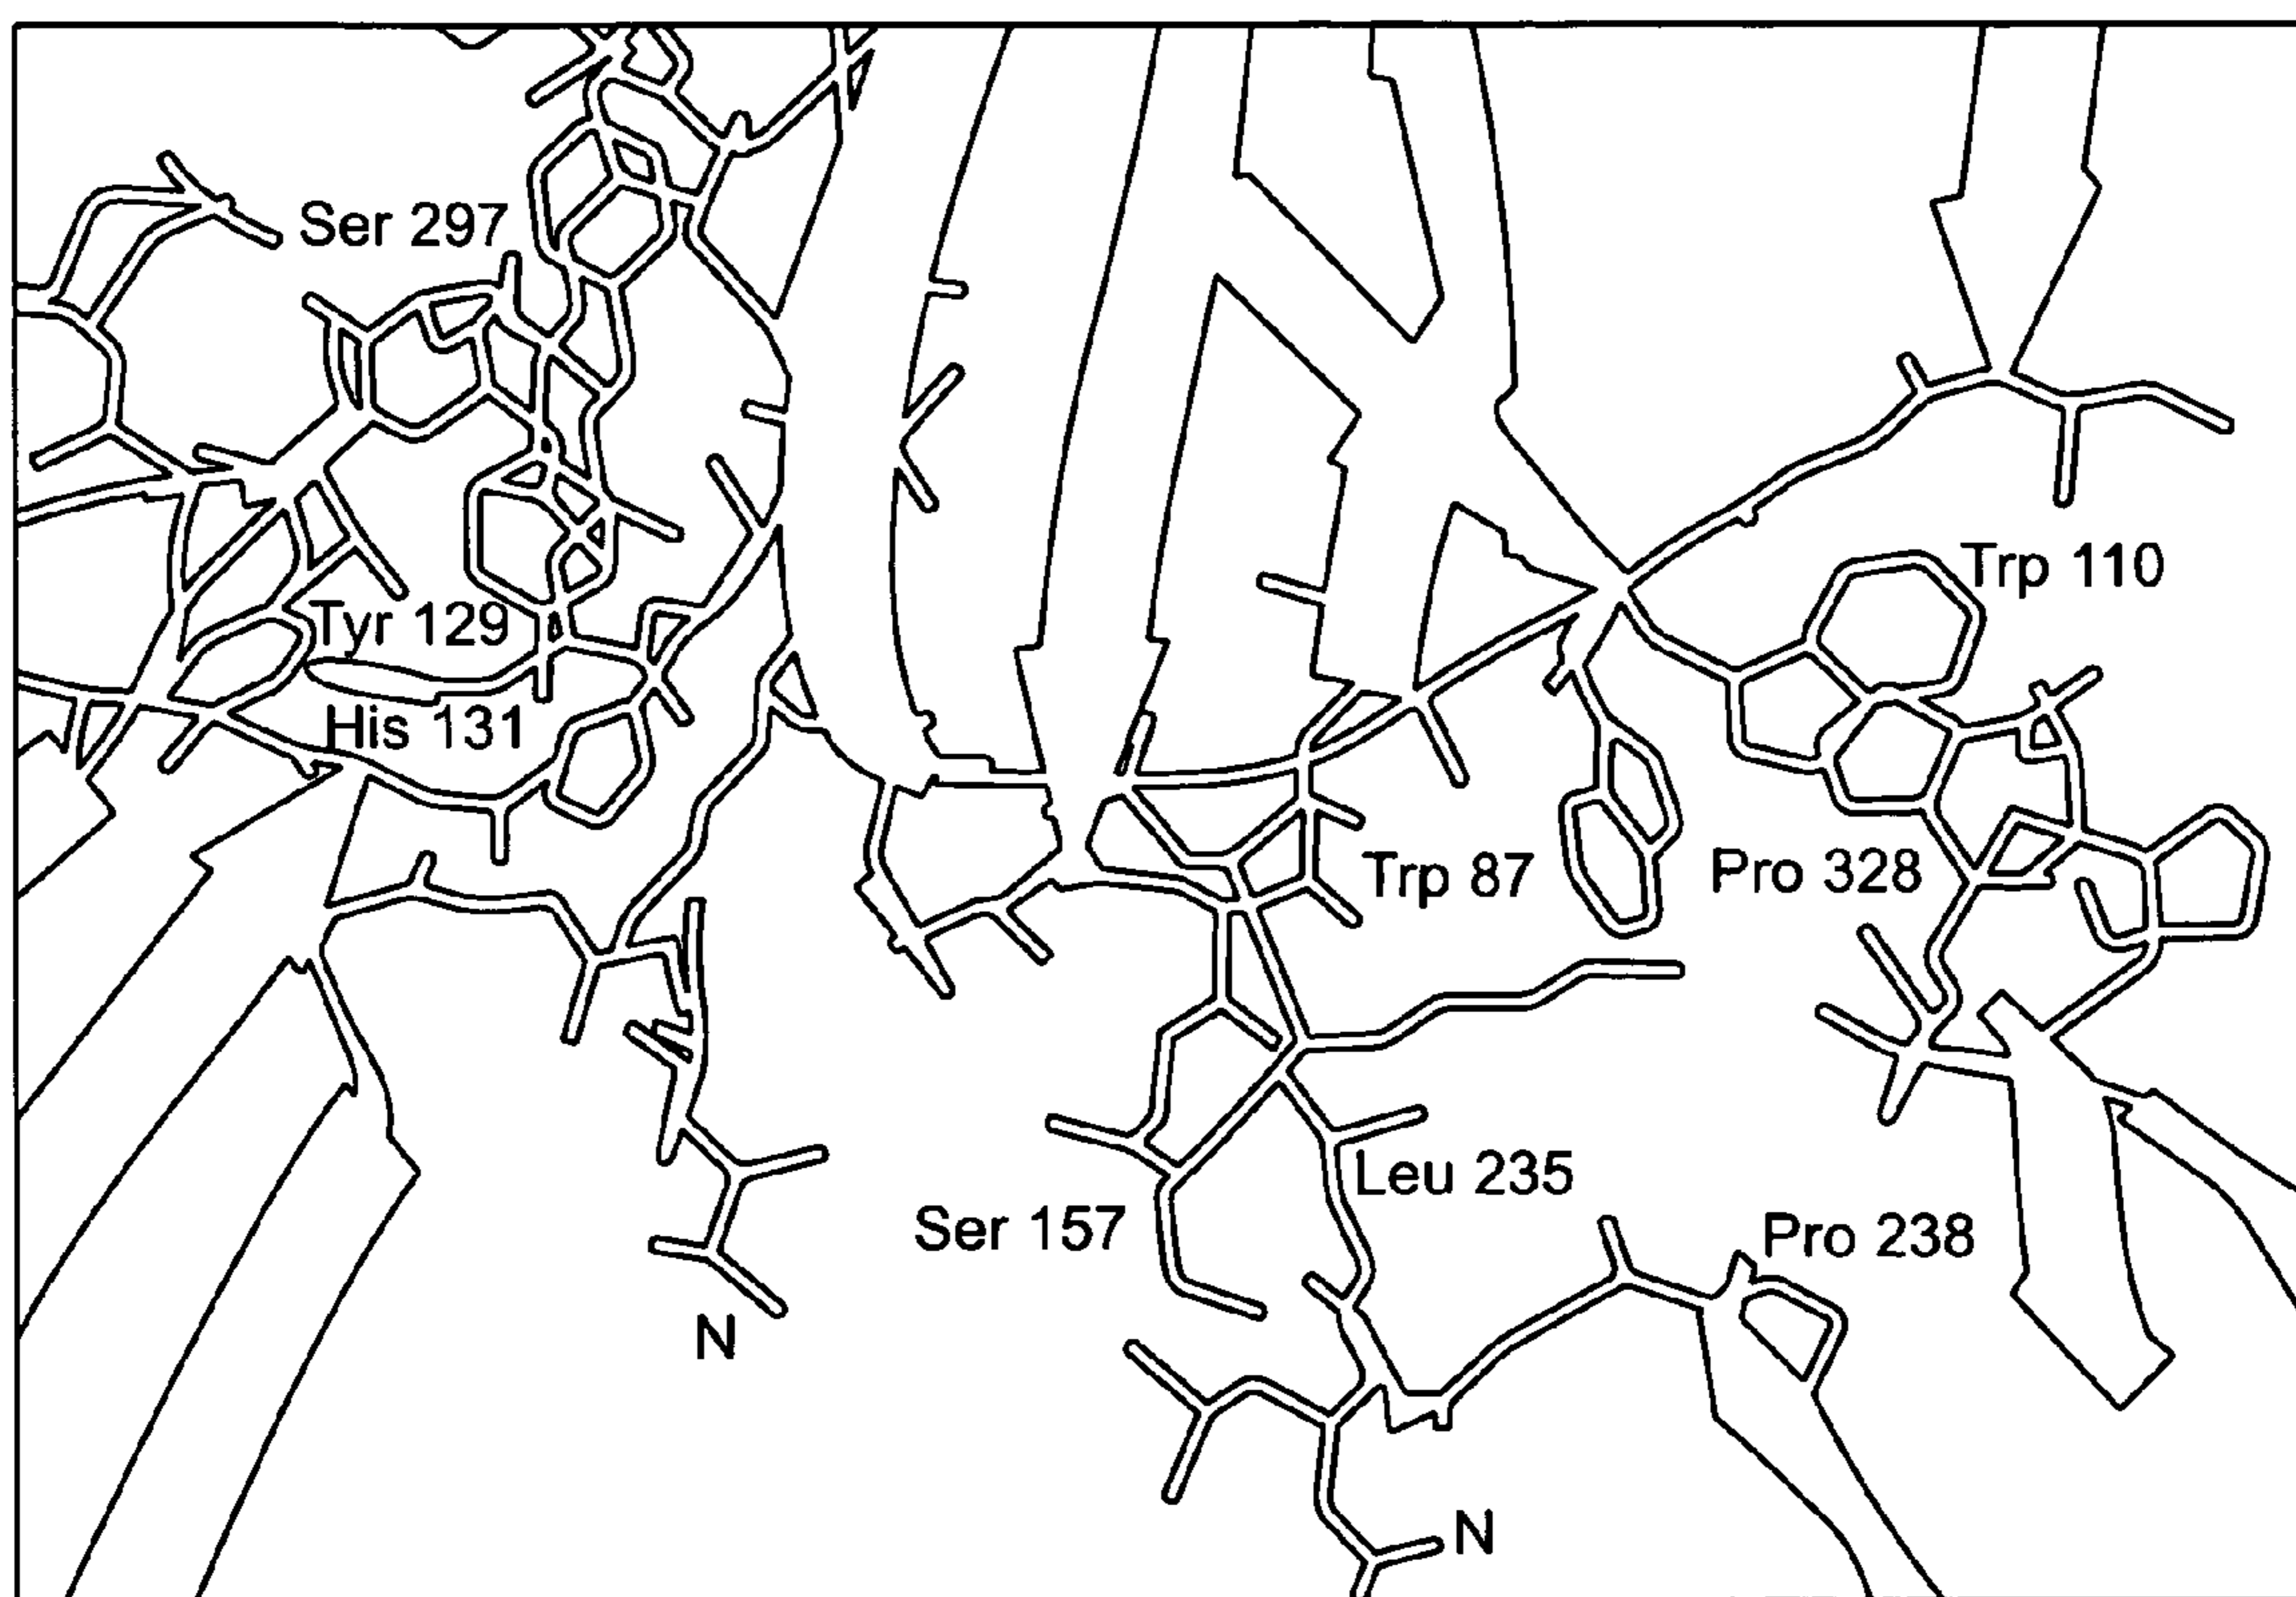 Ser 297
Trp 110
Tyr 129
His 131
Trp 87
Pro 328
Leu 235
Ser 157
Pro 238
N
N